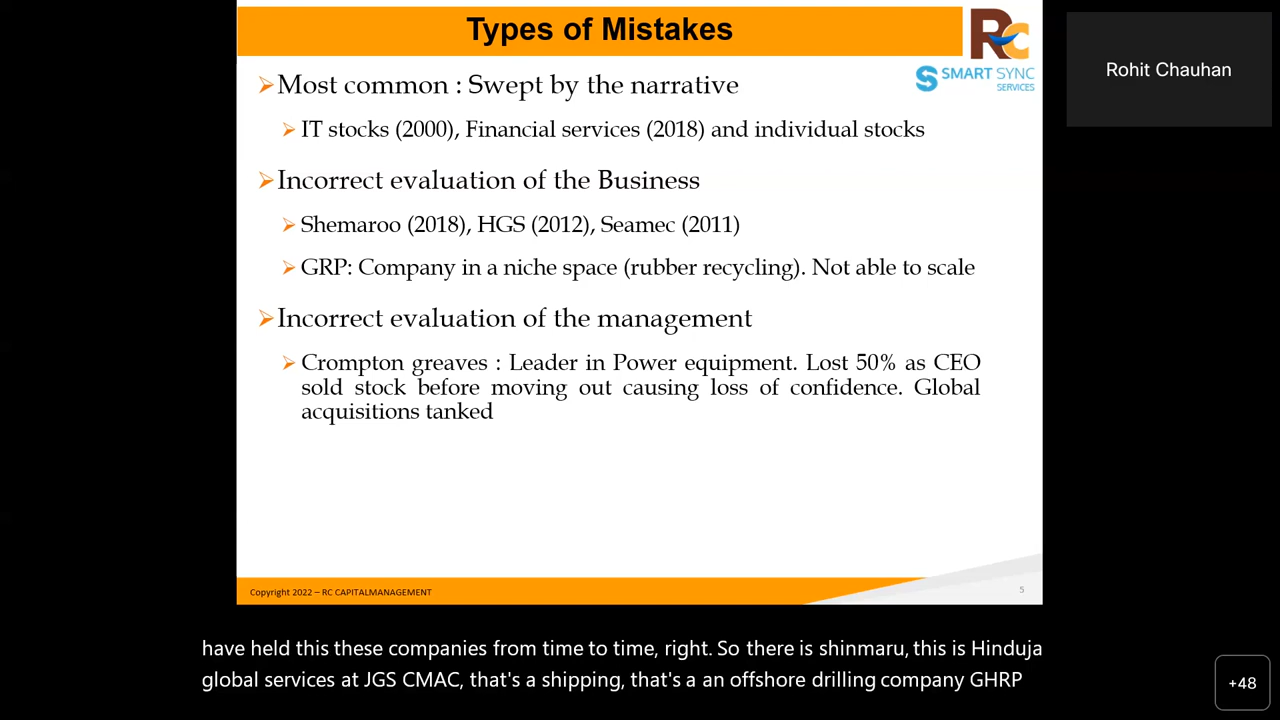 Types of Mistakes
RC
SMART SYNC
SERVICES
Rohit Chauhan
Most common : Swept by the narrative
IT stocks (2000), Financial services (2018) and individual stocks
Incorrect evaluation of the Business
Shemaroo (2018), HGS (2012), Seamec (2011)
GRP: Company in a niche space (rubber recycling). Not able to scale
Incorrect evaluation of the management
Crompton greaves : Leader in Power equipment. Lost 50% as CEO
sold stock before moving out causing loss of confidence. Global
acquisitions tanked
Copyright 2022 – RC CAPITALMANAGEMENT
5
have held this these companies from time to time, right. So there is shinmaru, this is Hinduja
global services at JGS CMAC, that's a shipping, that's a an offshore drilling company GHRP
+48